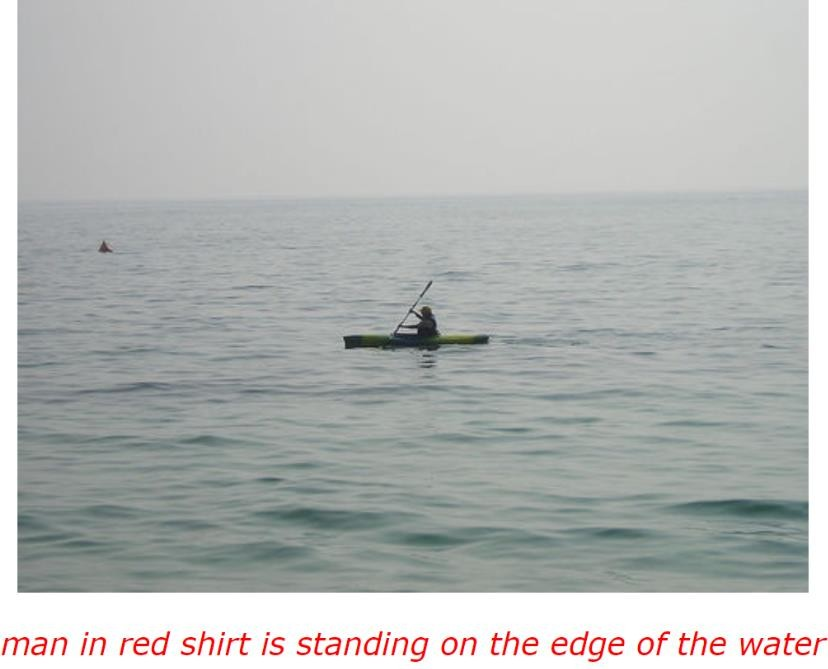 man in red shirt is standing on the edge of the water